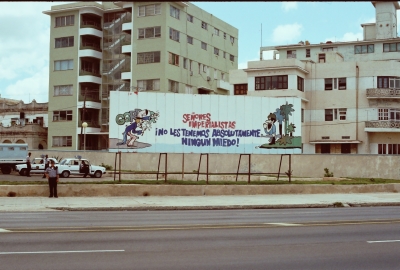 SEÑORES
IMPERIALISTAS
¡NO LES TENEMOS ABSOLUTAMENTE
NINGUN MIEDO!